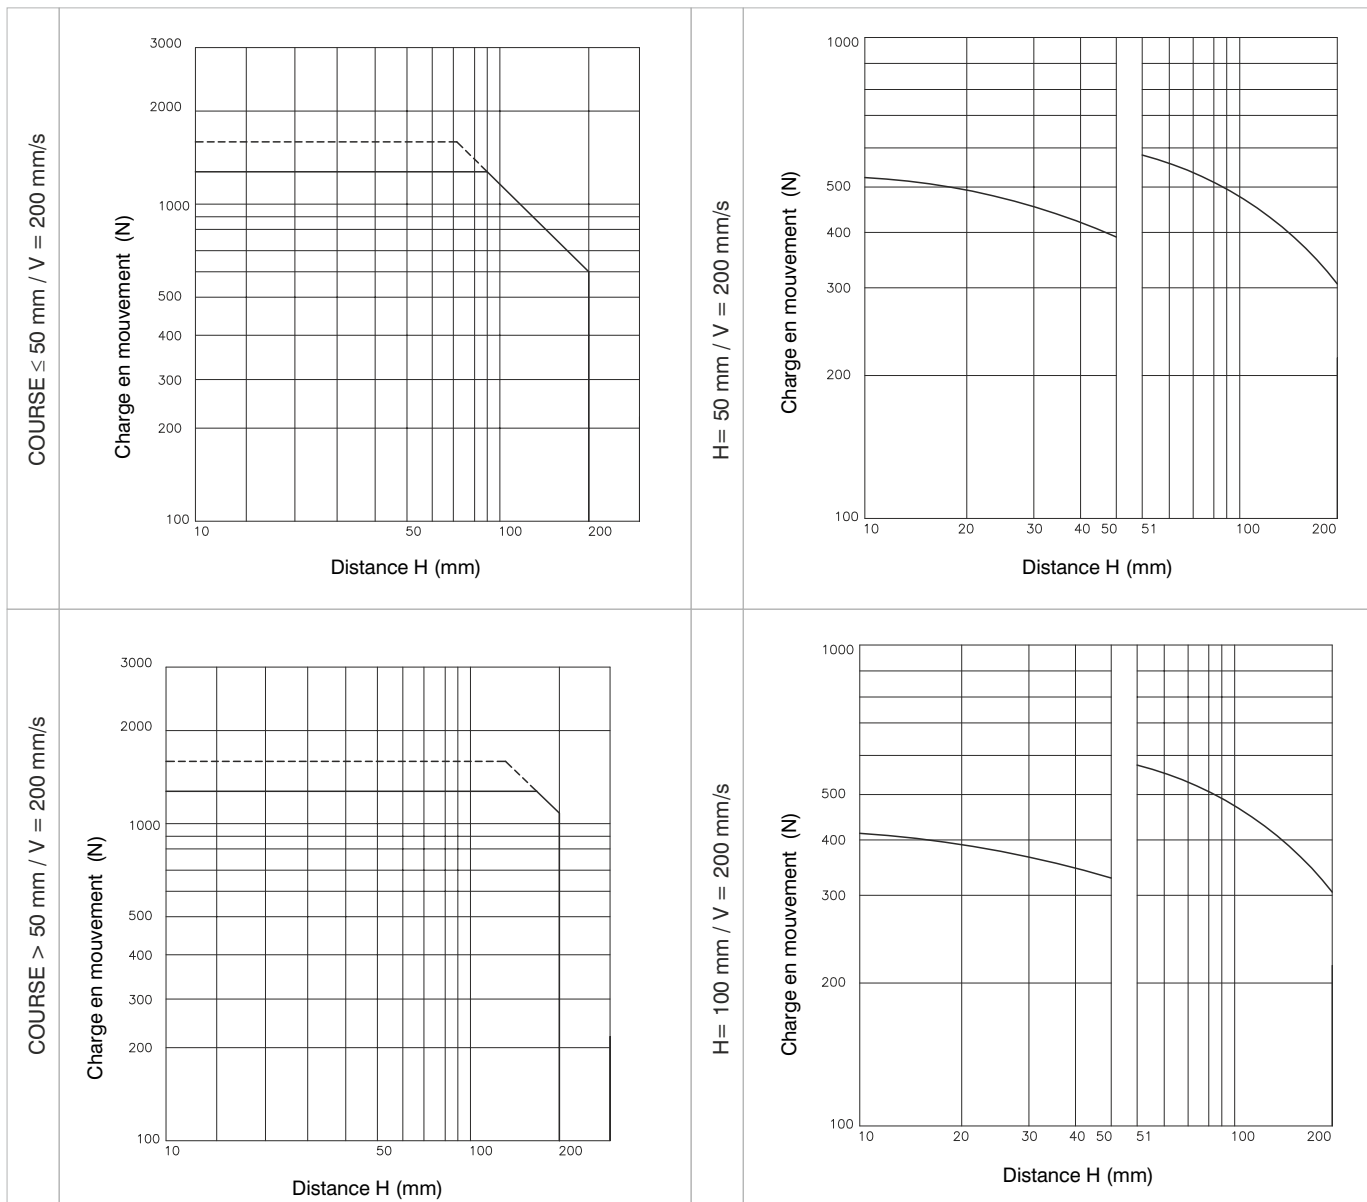 COURSE ≤ 50 mm / V = 200 mm/s
Charge en mouvement (N)
3000
2000
1000
500
400
300
200
100
10 50 100 200
Distance H (mm)
H= 50 mm / V = 200 mm/s
Charge en mouvement (N)
1000
500
400
300
200
100
10 20 30 40 50 51 100 200
Distance H (mm)
COURSE > 50 mm / V = 200 mm/s
Charge en mouvement (N)
3000
2000
1000
500
400
300
200
100
10 50 100 200
Distance H (mm)
H= 100 mm / V = 200 mm/s
Charge en mouvement (N)
1000
500
400
300
200
100
10 20 30 40 50 51 100 200
Distance H (mm)